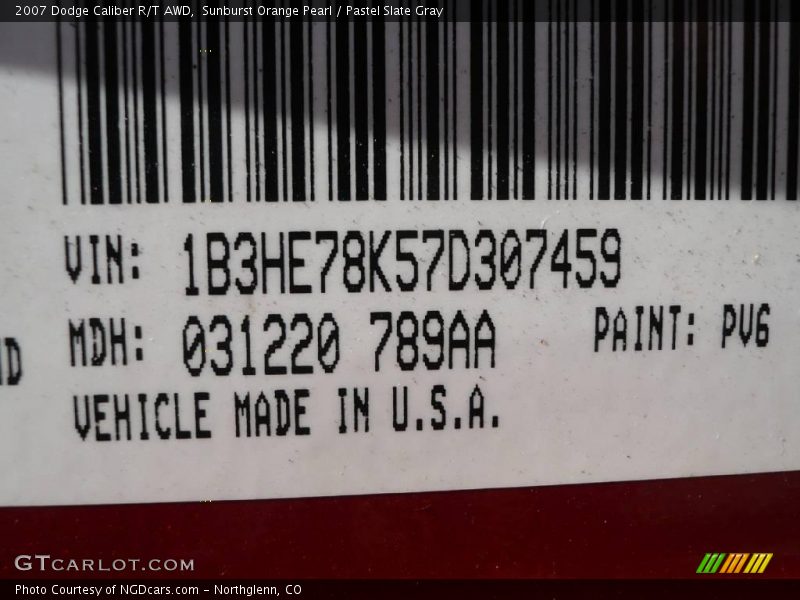 2007 Dodge Caliber R/T AWD, Sunburst Orange Pearl / Pastel Slate Gray
VIN: 1B3HE78K57D307459
MDH: 031220 789AA PAINT: PV6
VEHICLE MADE IN U.S.A.
GTCARLOT.COM
Photo Courtesy of NGDcars.com - Northglenn, CO